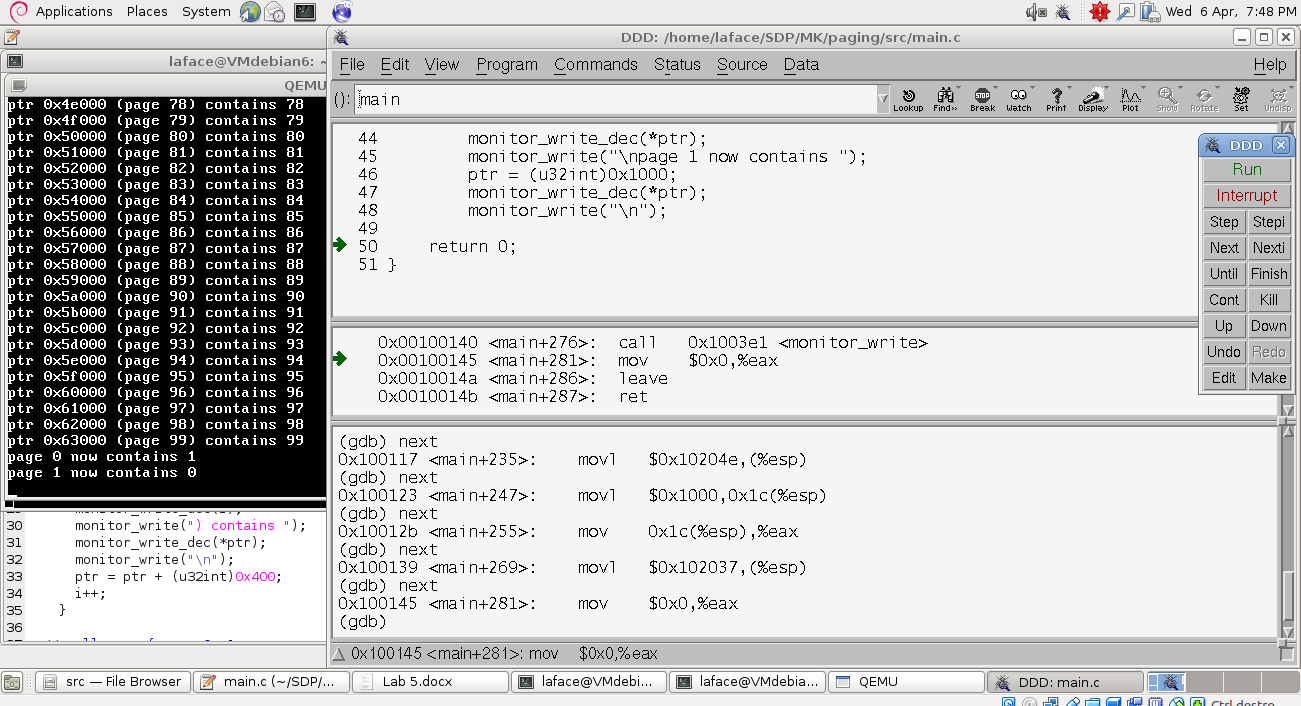 Applications Places System Wed 6 Apr, 7:48 PM
DDD: /home/laface/SDP/MK/paging/src/main.c
laface@VMdebian6: ~
QEMU
ptr 0x4e000 (page 78) contains 78
ptr 0x4f000 (page 79) contains 79
ptr 0x50000 (page 80) contains 80
ptr 0x51000 (page 81) contains 81
ptr 0x52000 (page 82) contains 82
ptr 0x53000 (page 83) contains 83
ptr 0x54000 (page 84) contains 84
ptr 0x55000 (page 85) contains 85
ptr 0x56000 (page 86) contains 86
ptr 0x57000 (page 87) contains 87
ptr 0x58000 (page 88) contains 88
ptr 0x59000 (page 89) contains 89
ptr 0x5a000 (page 90) contains 90
ptr 0x5b000 (page 91) contains 91
ptr 0x5c000 (page 92) contains 92
ptr 0x5d000 (page 93) contains 93
ptr 0x5e000 (page 94) contains 94
ptr 0x5f000 (page 95) contains 95
ptr 0x60000 (page 96) contains 96
ptr 0x61000 (page 97) contains 97
ptr 0x62000 (page 98) contains 98
ptr 0x63000 (page 99) contains 99
page 0 now contains 1
page 1 now contains 0
30 monitor_write(") contains ");
31 monitor_write_dec(*ptr);
32 monitor_write("\n");
33 ptr = ptr + (u32int)0x400;
34 i++;
35 }
36
File Edit View Program Commands Status Source Data Help
(): main
Lookup Find>> Break Watch Print Display Plot Show Rotate Set Undisp
44 monitor_write_dec(*ptr);
45 monitor_write("\npage 1 now contains ");
46 ptr = (u32int)0x1000;
47 monitor_write_dec(*ptr);
48 monitor_write("\n");
49
50 return 0;
51 }
0x00100140 <main+276>: call 0x1003e1 <monitor_write>
0x00100145 <main+281>: mov $0x0,%eax
0x0010014a <main+286>: leave
0x0010014b <main+287>: ret
(gdb) next
0x100117 <main+235>: movl $0x10204e,(%esp)
(gdb) next
0x100123 <main+247>: movl $0x1000,0x1c(%esp)
(gdb) next
0x10012b <main+255>: mov 0x1c(%esp),%eax
(gdb) next
0x100139 <main+269>: movl $0x102037,(%esp)
(gdb) next
0x100145 <main+281>: mov $0x0,%eax
(gdb)
0x100145 <main+281>: mov $0x0,%eax
DDD
Run
Interrupt
Step Stepi
Next Nexti
Until Finish
Cont Kill
Up Down
Undo Redo
Edit Make
src — File Browser main.c (~/SDP/... Lab 5.docx laface@VMdebi... laface@VMdebia... QEMU DDD: main.c
Ctrl destro